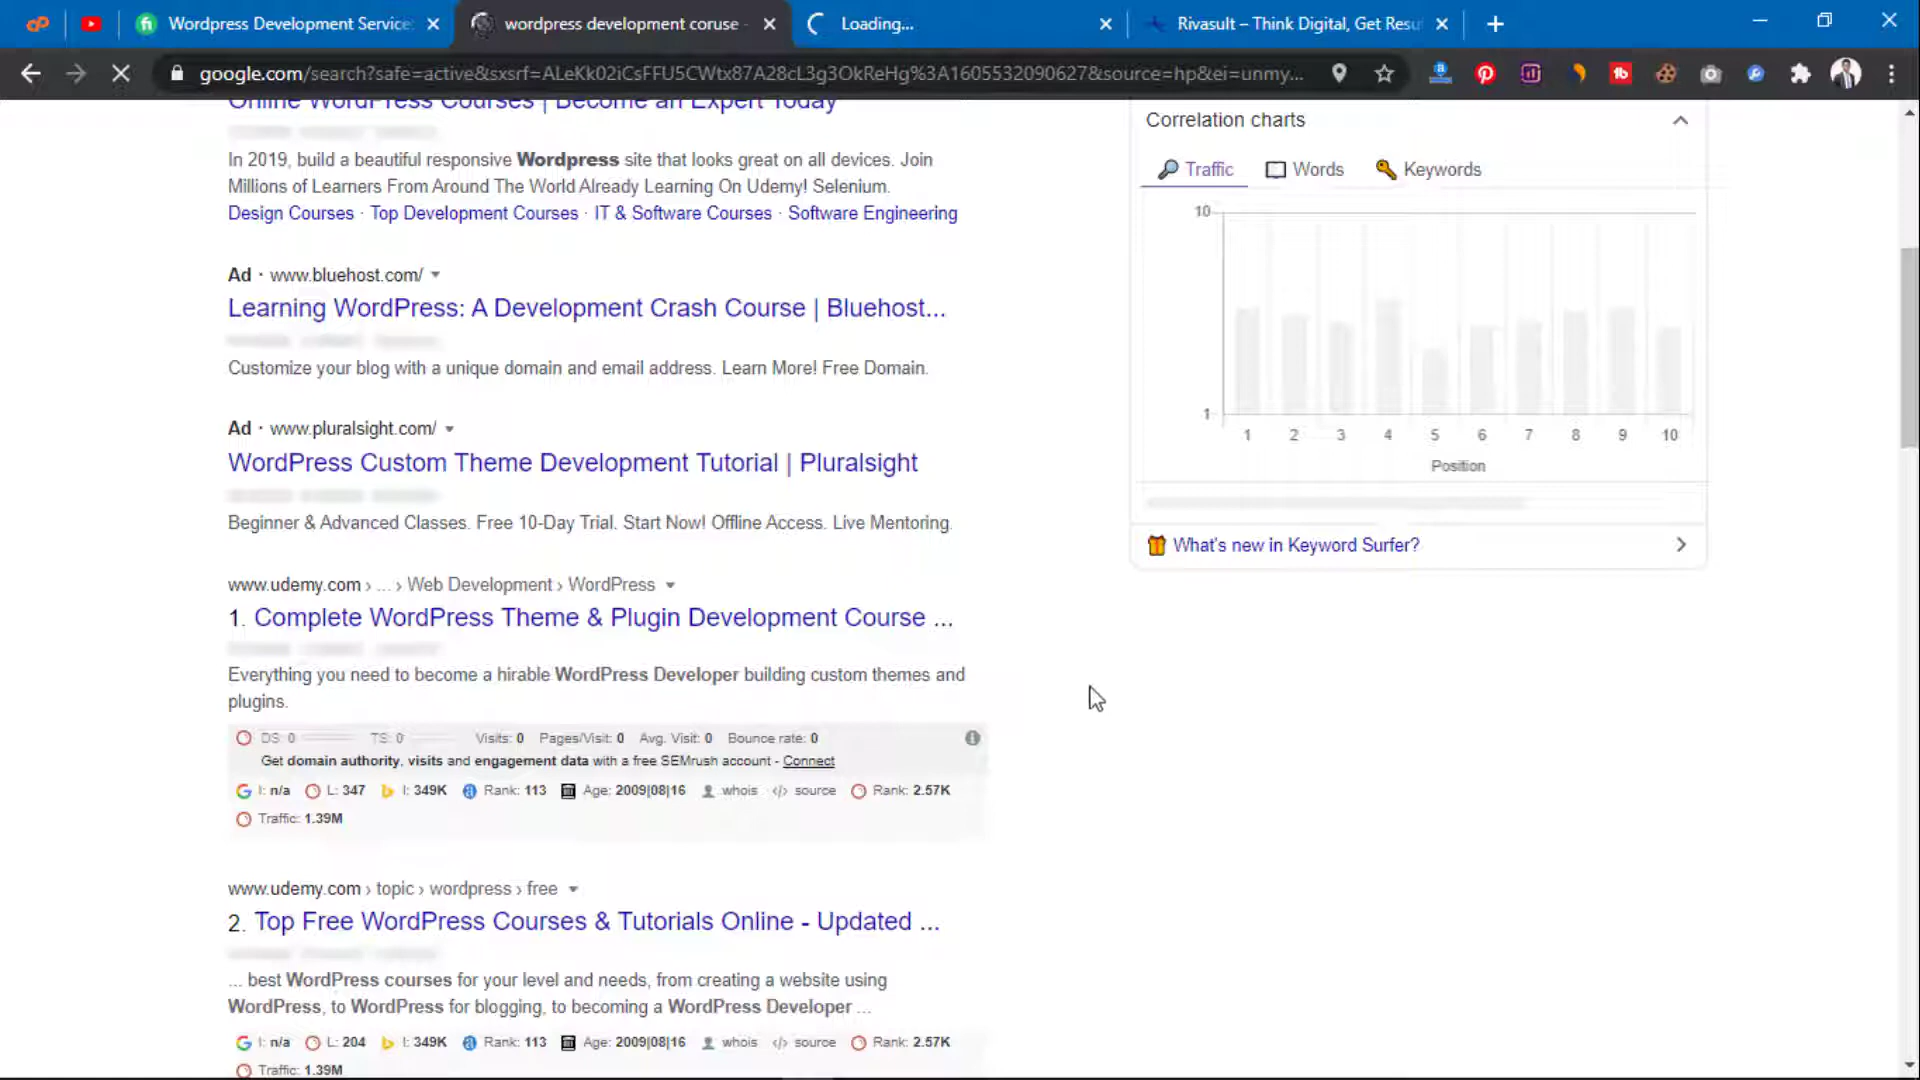 Wordpress Development Service
wordpress development coruse -
Loading...
Rivasult – Think Digital, Get Resu
google.com/search?safe=active&sxsrf=ALeKk02iCsFFU5CWtx87A28cL3g3OkReHg%3A1605532090627&source=hp&ei=unmy...
Online WordPress Courses | Become an Expert Today
In 2019, build a beautiful responsive Wordpress site that looks great on all devices. Join
Millions of Learners From Around The World Already Learning On Udemy! Selenium.
Design Courses · Top Development Courses · IT & Software Courses · Software Engineering
Ad · www.bluehost.com/
Learning WordPress: A Development Crash Course | Bluehost...
Customize your blog with a unique domain and email address. Learn More! Free Domain.
Ad · www.pluralsight.com/
WordPress Custom Theme Development Tutorial | Pluralsight
Beginner & Advanced Classes. Free 10-Day Trial. Start Now! Offline Access. Live Mentoring.
www.udemy.com › ... › Web Development › WordPress
1. Complete WordPress Theme & Plugin Development Course ...
Everything you need to become a hirable WordPress Developer building custom themes and
plugins.
DS: 0 TS: 0 Visits: 0 Pages/Visit: 0 Avg. Visit: 0 Bounce rate: 0
Get domain authority, visits and engagement data with a free SEMrush account - Connect
I: n/a L: 347 I: 349K Rank: 113 Age: 2009|08|16 whois source Rank: 2.57K
Traffic: 1.39M
www.udemy.com › topic › wordpress › free
2. Top Free WordPress Courses & Tutorials Online - Updated ...
... best WordPress courses for your level and needs, from creating a website using
WordPress, to WordPress for blogging, to becoming a WordPress Developer ...
I: n/a L: 204 I: 349K Rank: 113 Age: 2009|08|16 whois source Rank: 2.57K
Traffic: 1.39M
Correlation charts
Traffic Words Keywords
10
1
1 2 3 4 5 6 7 8 9 10
Position
What's new in Keyword Surfer?